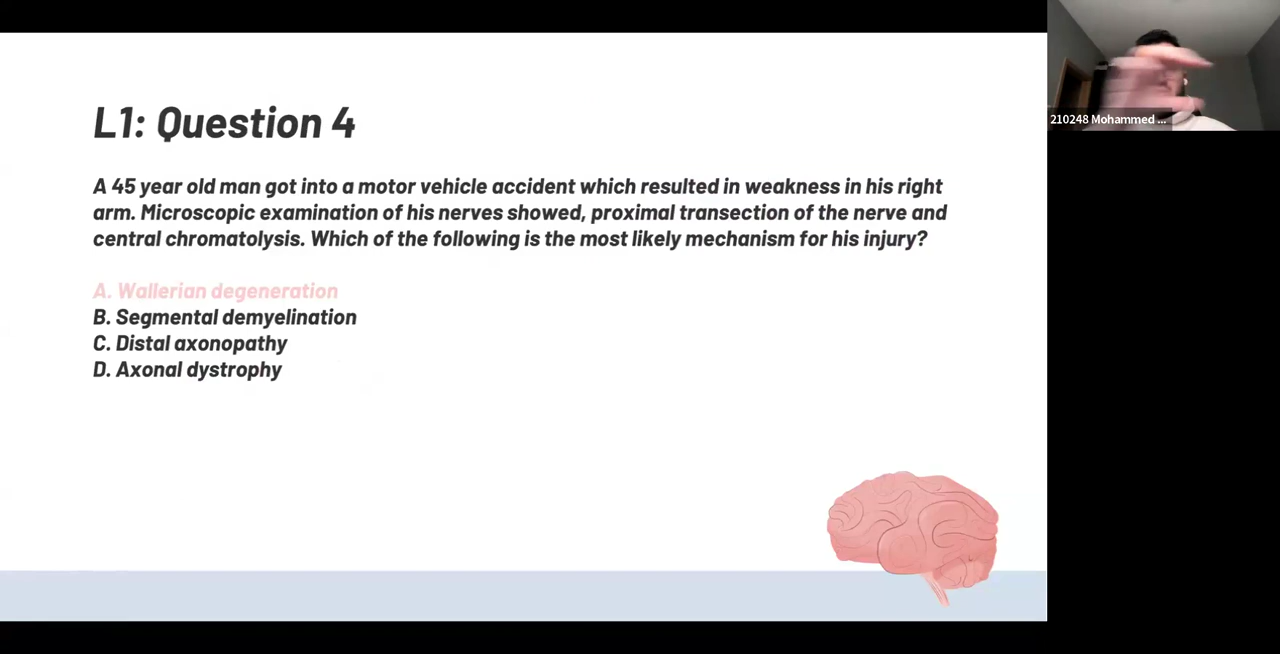 L1: Question 4
A 45 year old man got into a motor vehicle accident which resulted in weakness in his right
arm. Microscopic examination of his nerves showed, proximal transection of the nerve and
central chromatolysis. Which of the following is the most likely mechanism for his injury?
A. Wallerian degeneration
B. Segmental demyelination
C. Distal axonopathy
D. Axonal dystrophy
210248 Mohammed ...